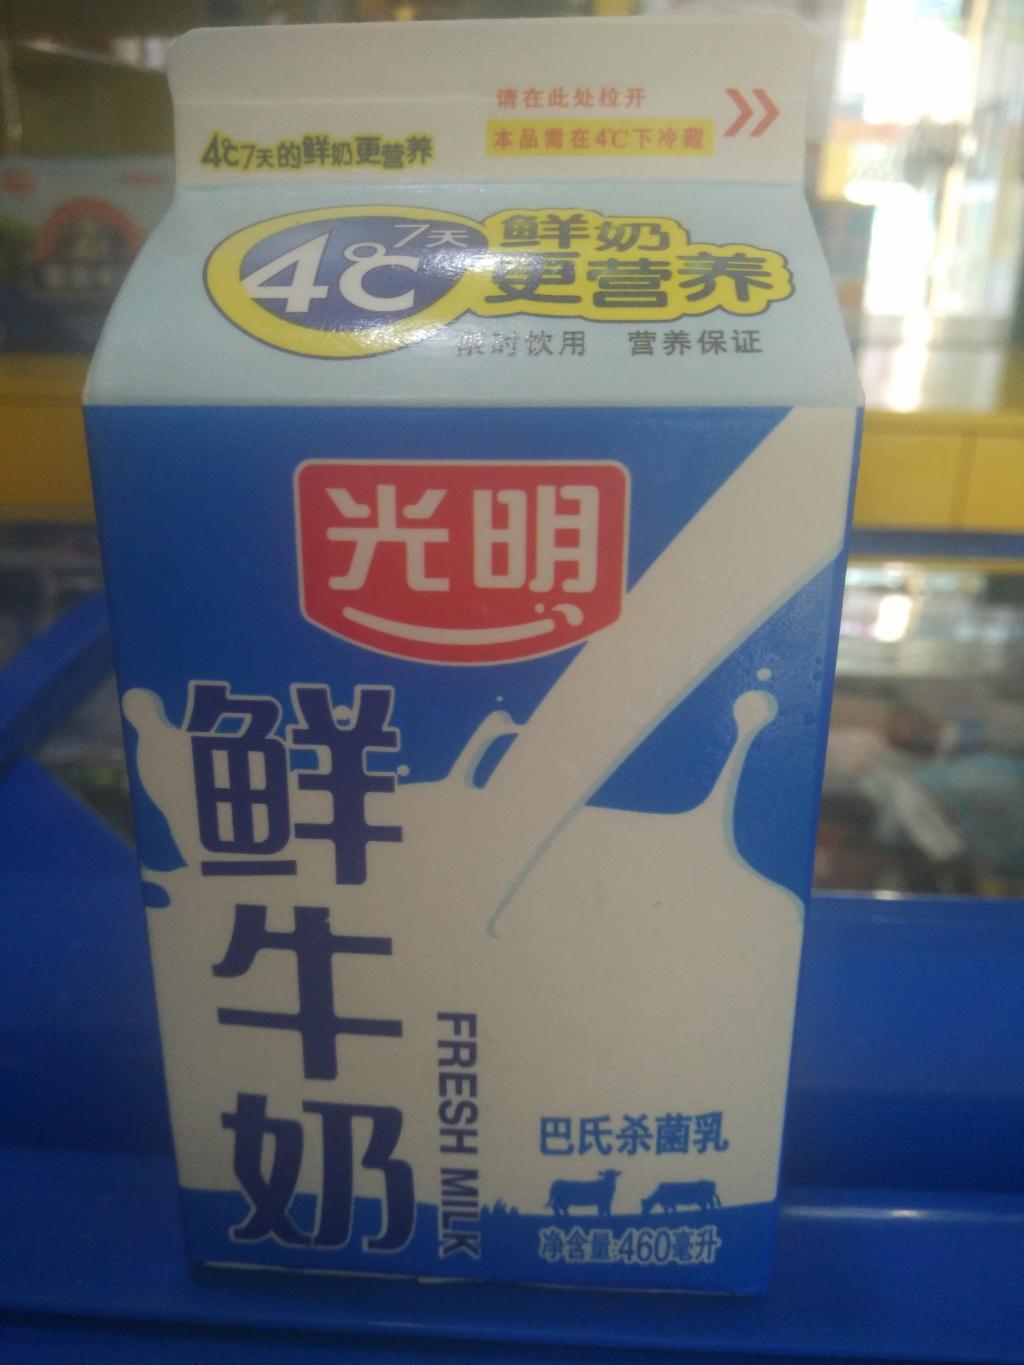 请在此处拉开
本品需在4℃下冷藏
4℃7天的鲜奶更营养
4℃ 7天
鲜奶
更营养
限时饮用 营养保证
光明
鲜牛奶
FRESH MILK
巴氏杀菌乳
净含量:460毫升